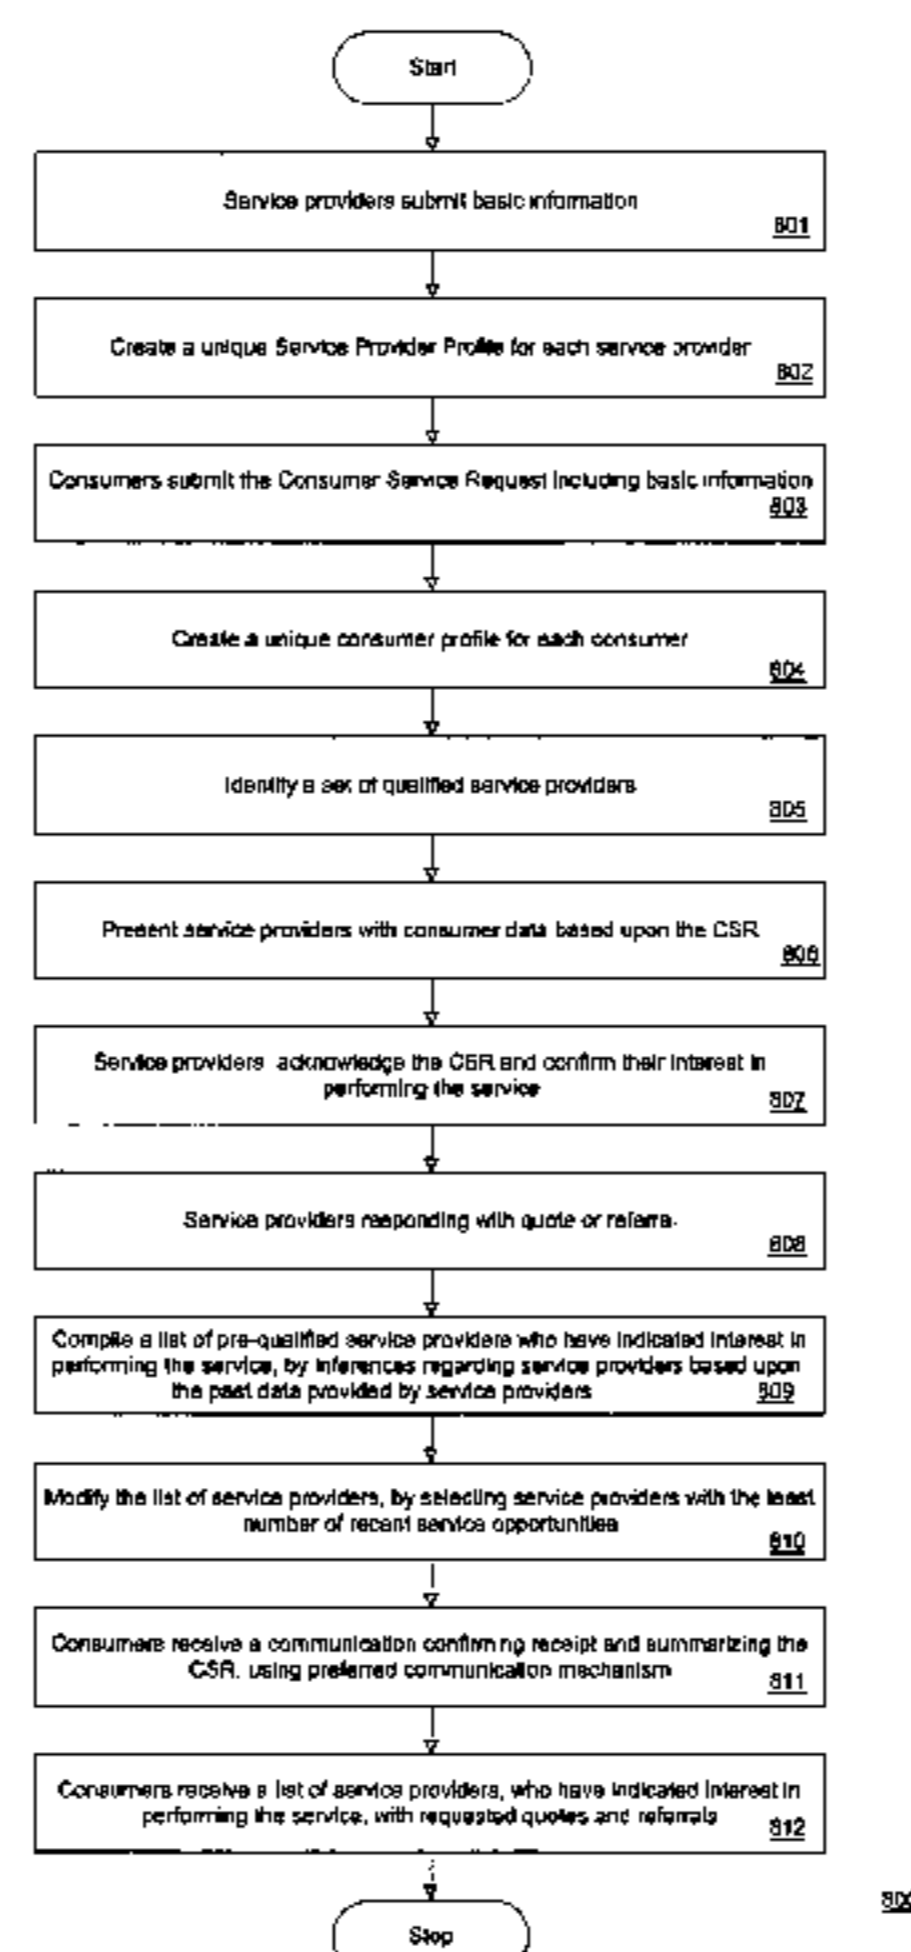 Start
Service providers submit basic information
801
Create a unique Service Provider Profile for each service provider
802
Consumers submit the Consumer Service Request including basic information
803
Create a unique consumer profile for each consumer
804
Identify a set of qualified service providers
805
Present service providers with consumer data based upon the CSR
806
Service providers acknowledge the CSR and confirm their interest in
performing the service
807
Service providers responding with quote or referral
808
Compile a list of pre-qualified service providers who have indicated interest in
performing the service, by inferences regarding service providers based upon
the past data provided by service providers
809
Modify the list of service providers, by selecting service providers with the least
number of recent service opportunities
810
Consumers receive a communication confirming receipt and summarizing the
CSR, using preferred communication mechanism
811
Consumers receive a list of service providers, who have indicated interest in
performing the service, with requested quotes and referrals
812
800
Stop